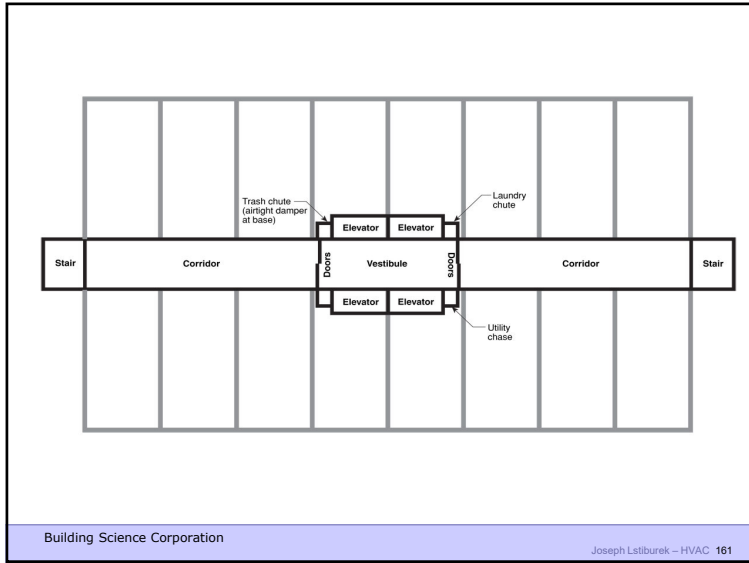 Trash chute
(airtight damper
at base)
Laundry
chute
Elevator Elevator
Stair
Corridor
Doors
Vestibule
Doors
Corridor
Stair
Elevator Elevator
Utility
chase
Building Science Corporation
Joseph Lstiburek – HVAC 161